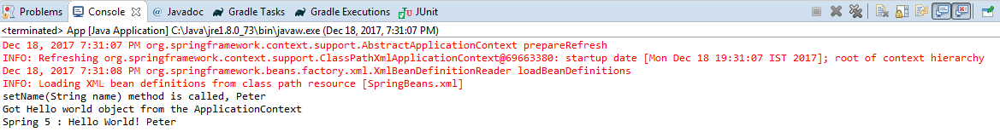 Problems Console Javadoc Gradle Tasks Gradle Executions JUnit
<terminated> App [Java Application] C:\Java\jre1.8.0_73\bin\javaw.exe (Dec 18, 2017, 7:31:07 PM)
Dec 18, 2017 7:31:07 PM org.springframework.context.support.AbstractApplicationContext prepareRefresh
INFO: Refreshing org.springframework.context.support.ClassPathXmlApplicationContext@69663380: startup date [Mon Dec 18 19:31:07 IST 2017]; root of context hierarchy
Dec 18, 2017 7:31:08 PM org.springframework.beans.factory.xml.XmlBeanDefinitionReader loadBeanDefinitions
INFO: Loading XML bean definitions from class path resource [SpringBeans.xml]
setName(String name) method is called, Peter
Got Hello world object from the ApplicationContext
Spring 5 : Hello World! Peter